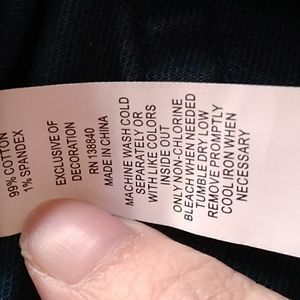 99% COTTON
1% SPANDEX
EXCLUSIVE OF
DECORATION
RN 138840
MADE IN CHINA
MACHINE WASH COLD
SEPARATELY OR
WITH LIKE COLORS
INSIDE OUT
ONLY NON-CHLORINE
BLEACH WHEN NEEDED
TUMBLE DRY LOW
REMOVE PROMPTLY
COOL IRON WHEN
NECESSARY